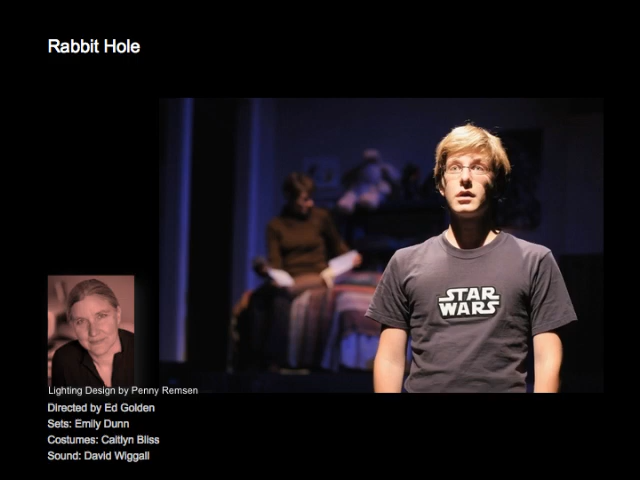 Rabbit Hole
STAR
WARS
Lighting Design by Penny Remsen
Directed by Ed Golden
Sets: Emily Dunn
Costumes: Caitlyn Bliss
Sound: David Wiggall